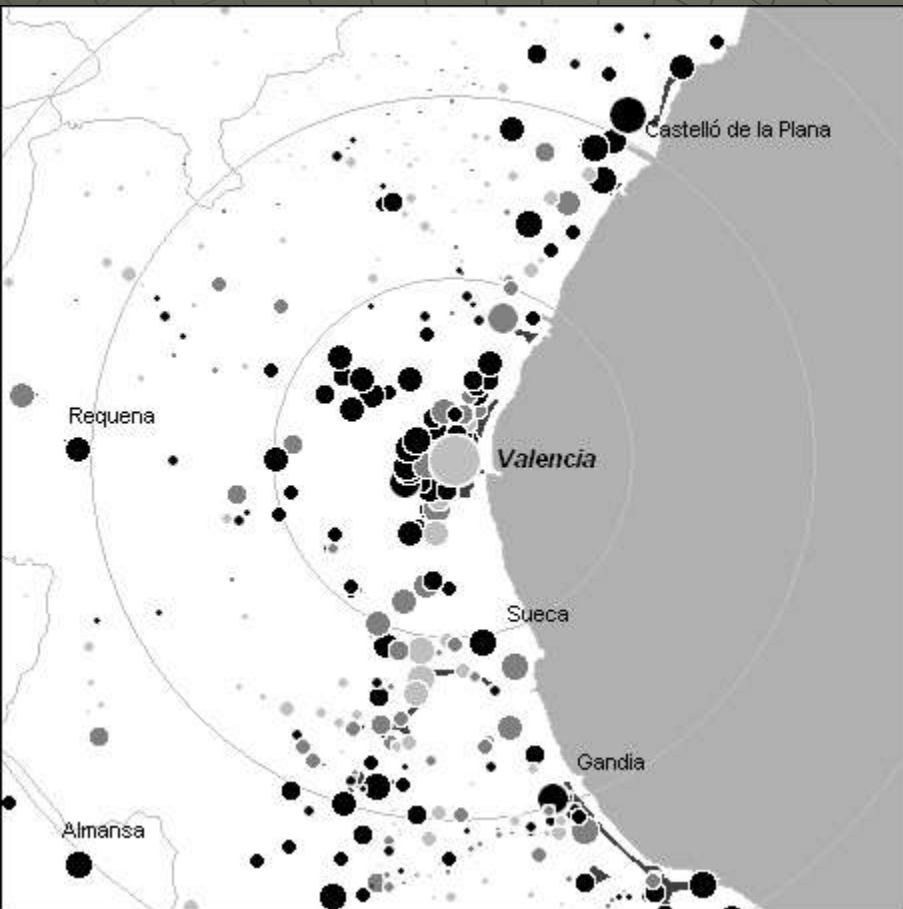 Castelló de la Plana
Requena
Valencia
Sueca
Gandia
Almansa